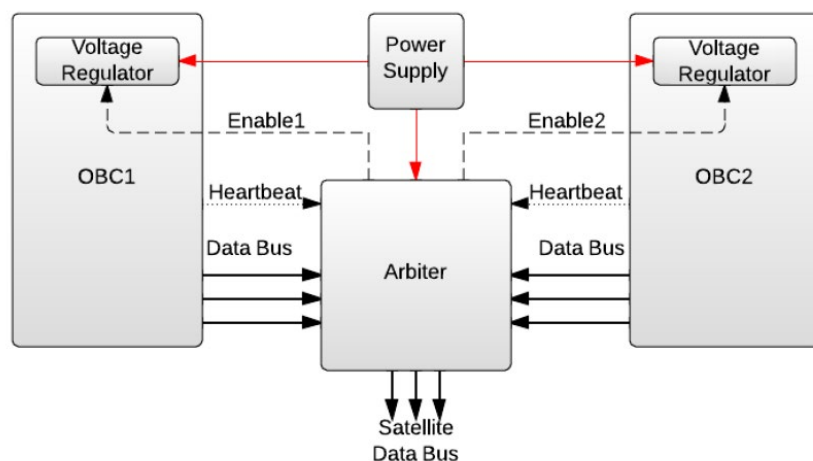 Voltage
Regulator
Power
Supply
Voltage
Regulator
Enable1
Enable2
OBC1
OBC2
Heartbeat
Heartbeat
Data Bus
Data Bus
Arbiter
Satellite
Data Bus